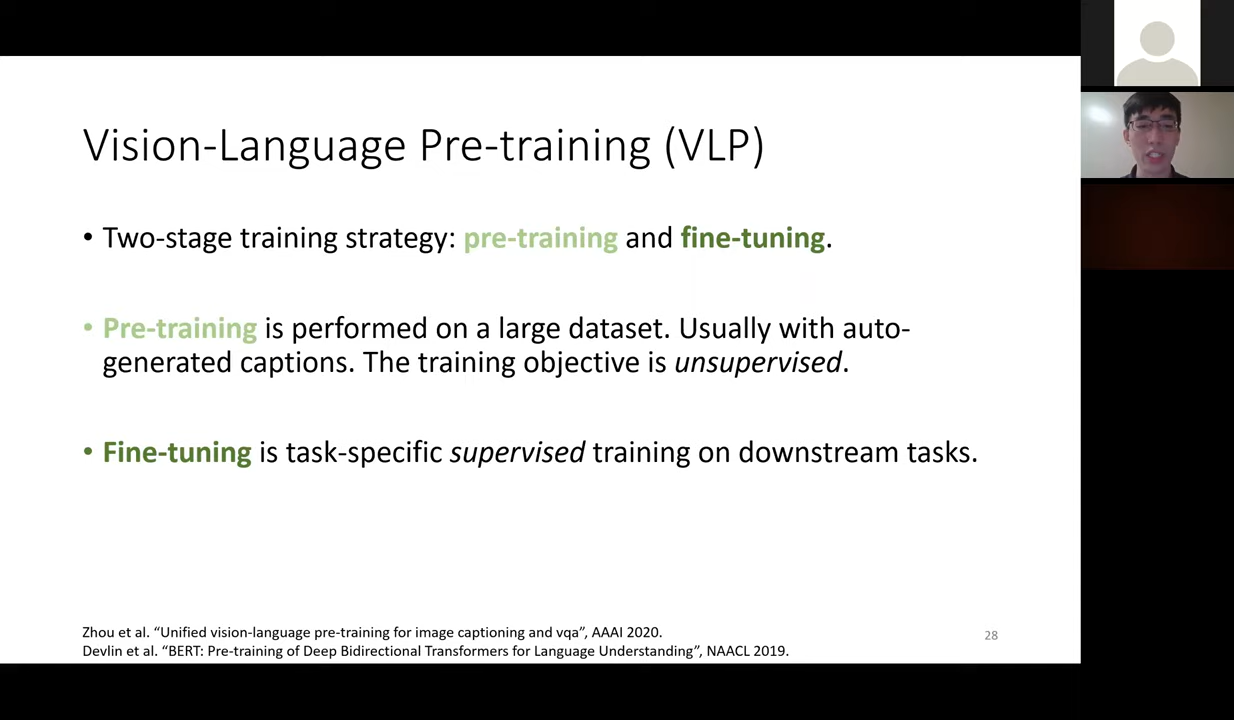 Vision-Language Pre-training (VLP)
• Two-stage training strategy: pre-training and fine-tuning.
• Pre-training is performed on a large dataset. Usually with auto-
generated captions. The training objective is unsupervised.
• Fine-tuning is task-specific supervised training on downstream tasks.
Zhou et al. “Unified vision-language pre-training for image captioning and vqa”, AAAI 2020.
Devlin et al. “BERT: Pre-training of Deep Bidirectional Transformers for Language Understanding”, NAACL 2019.
28